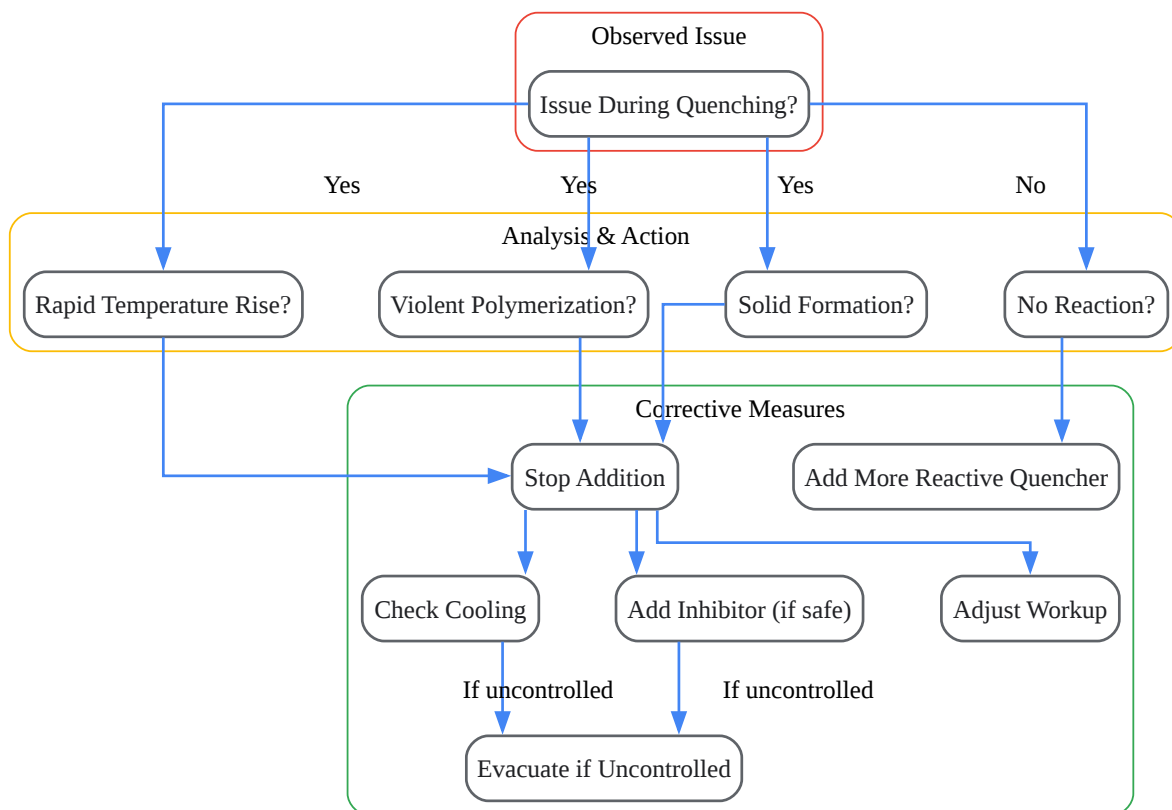 Observed Issue
Issue During Quenching?
Yes
Yes
Yes
No
Analysis & Action
Rapid Temperature Rise?
Violent Polymerization?
Solid Formation?
No Reaction?
Corrective Measures
Stop Addition
Add More Reactive Quencher
Check Cooling
Add Inhibitor (if safe)
Adjust Workup
If uncontrolled
If uncontrolled
Evacuate if Uncontrolled